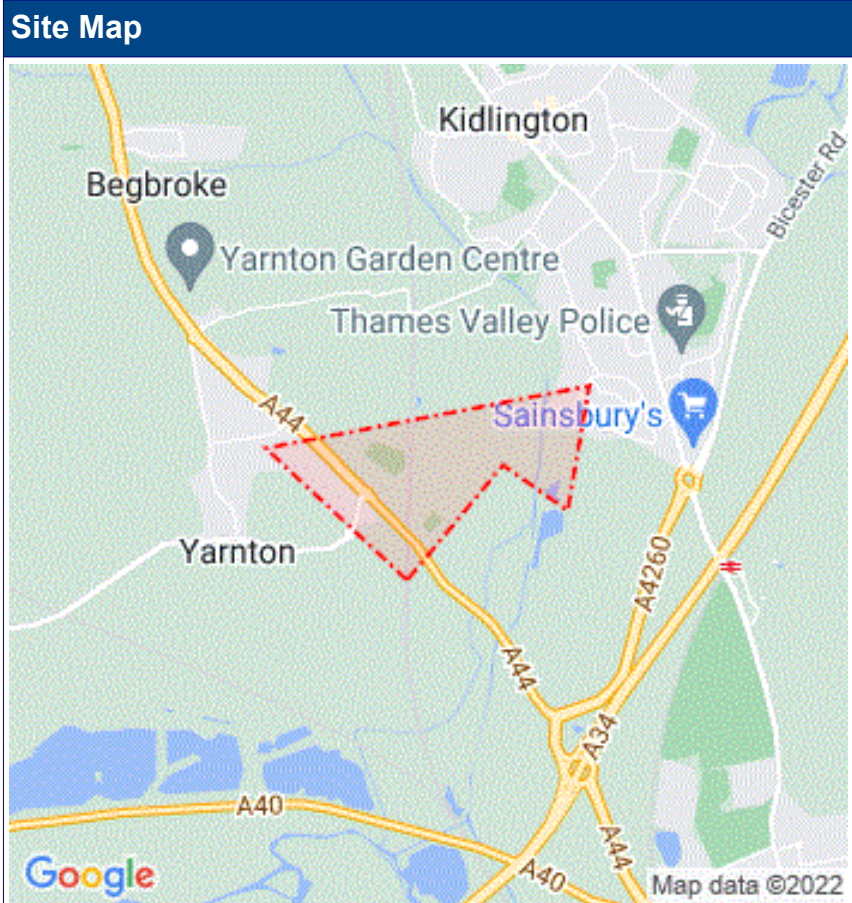 Site Map
Kidlington
Bicester Rd
Begbroke
Yarnton Garden Centre
Thames Valley Police
A44
Sainsbury's
Yarnton
A4260
A44
A34
A40
A44
A40
Google
Map data ©2022